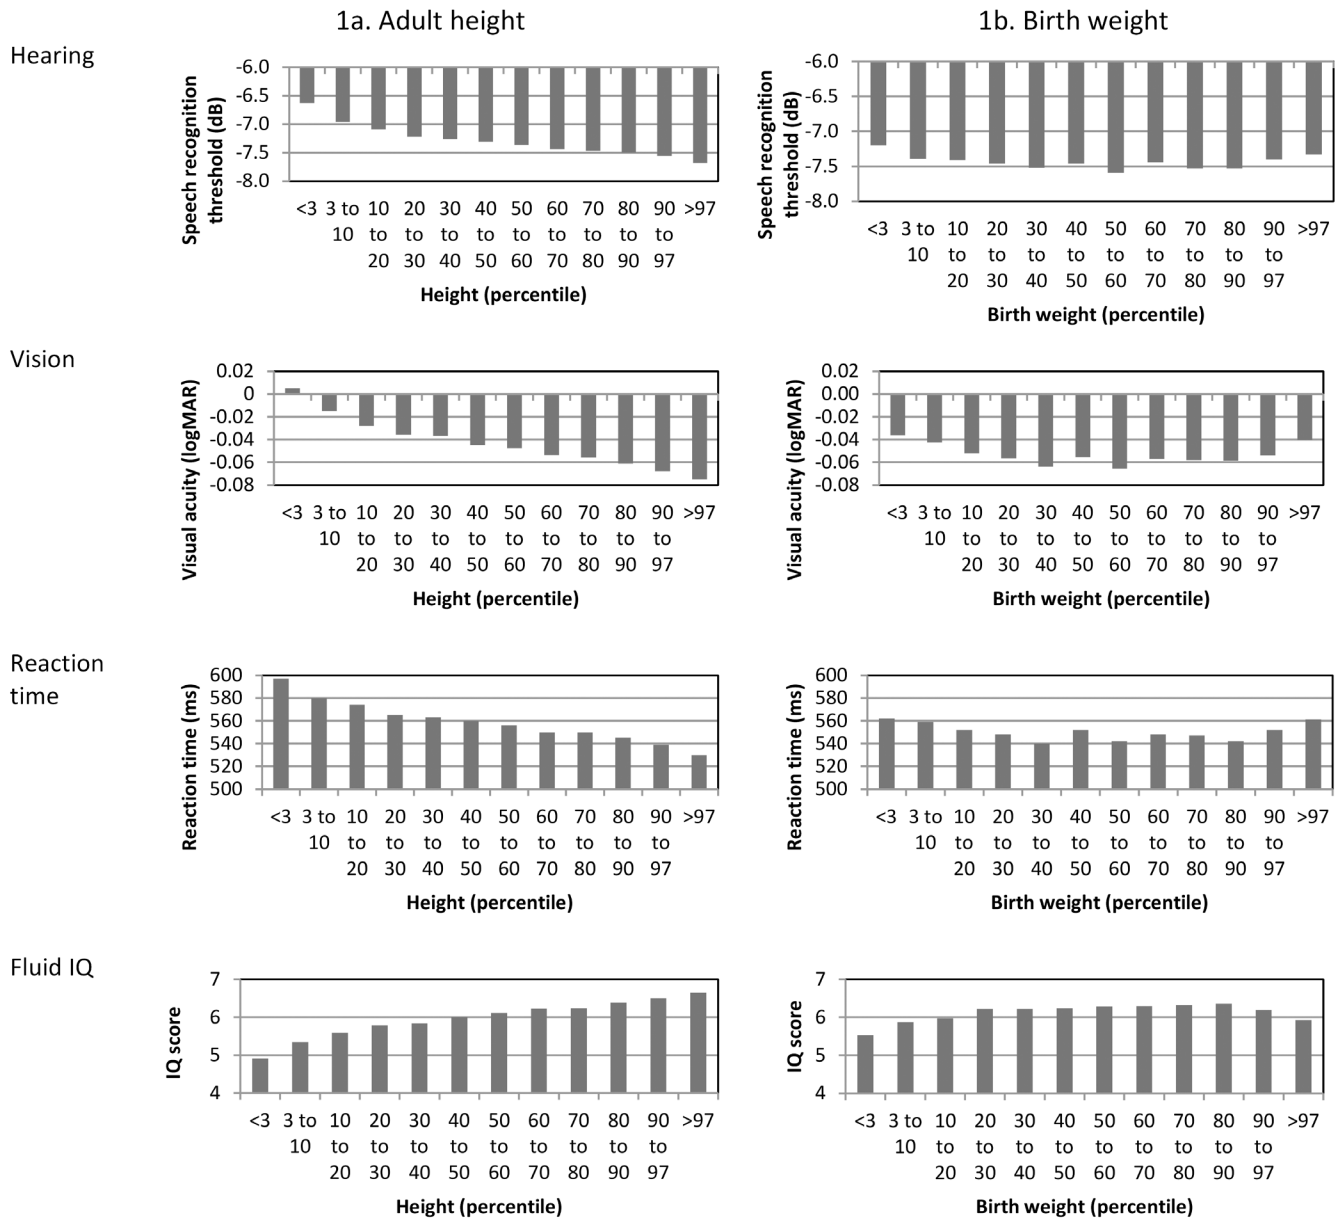 1a. Adult height
1b. Birth weight
Hearing
Speech recognition
threshold (dB)
-6.0
-6.5
-7.0
-7.5
-8.0
<3 3 to 10 20 30 40 50 60 70 80 90 >97
10 to to to to to to to to to
20 30 40 50 60 70 80 90 97
Height (percentile)
Speech recognition
threshold (dB)
-6.0
-6.5
-7.0
-7.5
-8.0
<3 3 to 10 20 30 40 50 60 70 80 90 >97
10 to to to to to to to to to
20 30 40 50 60 70 80 90 97
Birth weight (percentile)
Vision
Visual acuity (logMAR)
0.02
0
-0.02
-0.04
-0.06
-0.08
<3 3 to 10 20 30 40 50 60 70 80 90 >97
10 to to to to to to to to to
20 30 40 50 60 70 80 90 97
Height (percentile)
Visual acuity (logMAR)
0.02
0.00
-0.02
-0.04
-0.06
-0.08
<3 3 to 10 20 30 40 50 60 70 80 90 >97
10 to to to to to to to to to
20 30 40 50 60 70 80 90 97
Birth weight (percentile)
Reaction
time
Reaction time (ms)
600
580
560
540
520
500
<3 3 to 10 20 30 40 50 60 70 80 90 >97
10 to to to to to to to to to
20 30 40 50 60 70 80 90 97
Height (percentile)
Reaction time (ms)
600
580
560
540
520
500
<3 3 to 10 20 30 40 50 60 70 80 90 >97
10 to to to to to to to to to
20 30 40 50 60 70 80 90 97
Birth weight (percentile)
Fluid IQ
IQ score
7
6
5
4
<3 3 to 10 20 30 40 50 60 70 80 90 >97
10 to to to to to to to to to
20 30 40 50 60 70 80 90 97
Height (percentile)
IQ score
7
6
5
4
<3 3 to 10 20 30 40 50 60 70 80 90 >97
10 to to to to to to to to to
20 30 40 50 60 70 80 90 97
Birth weight (percentile)